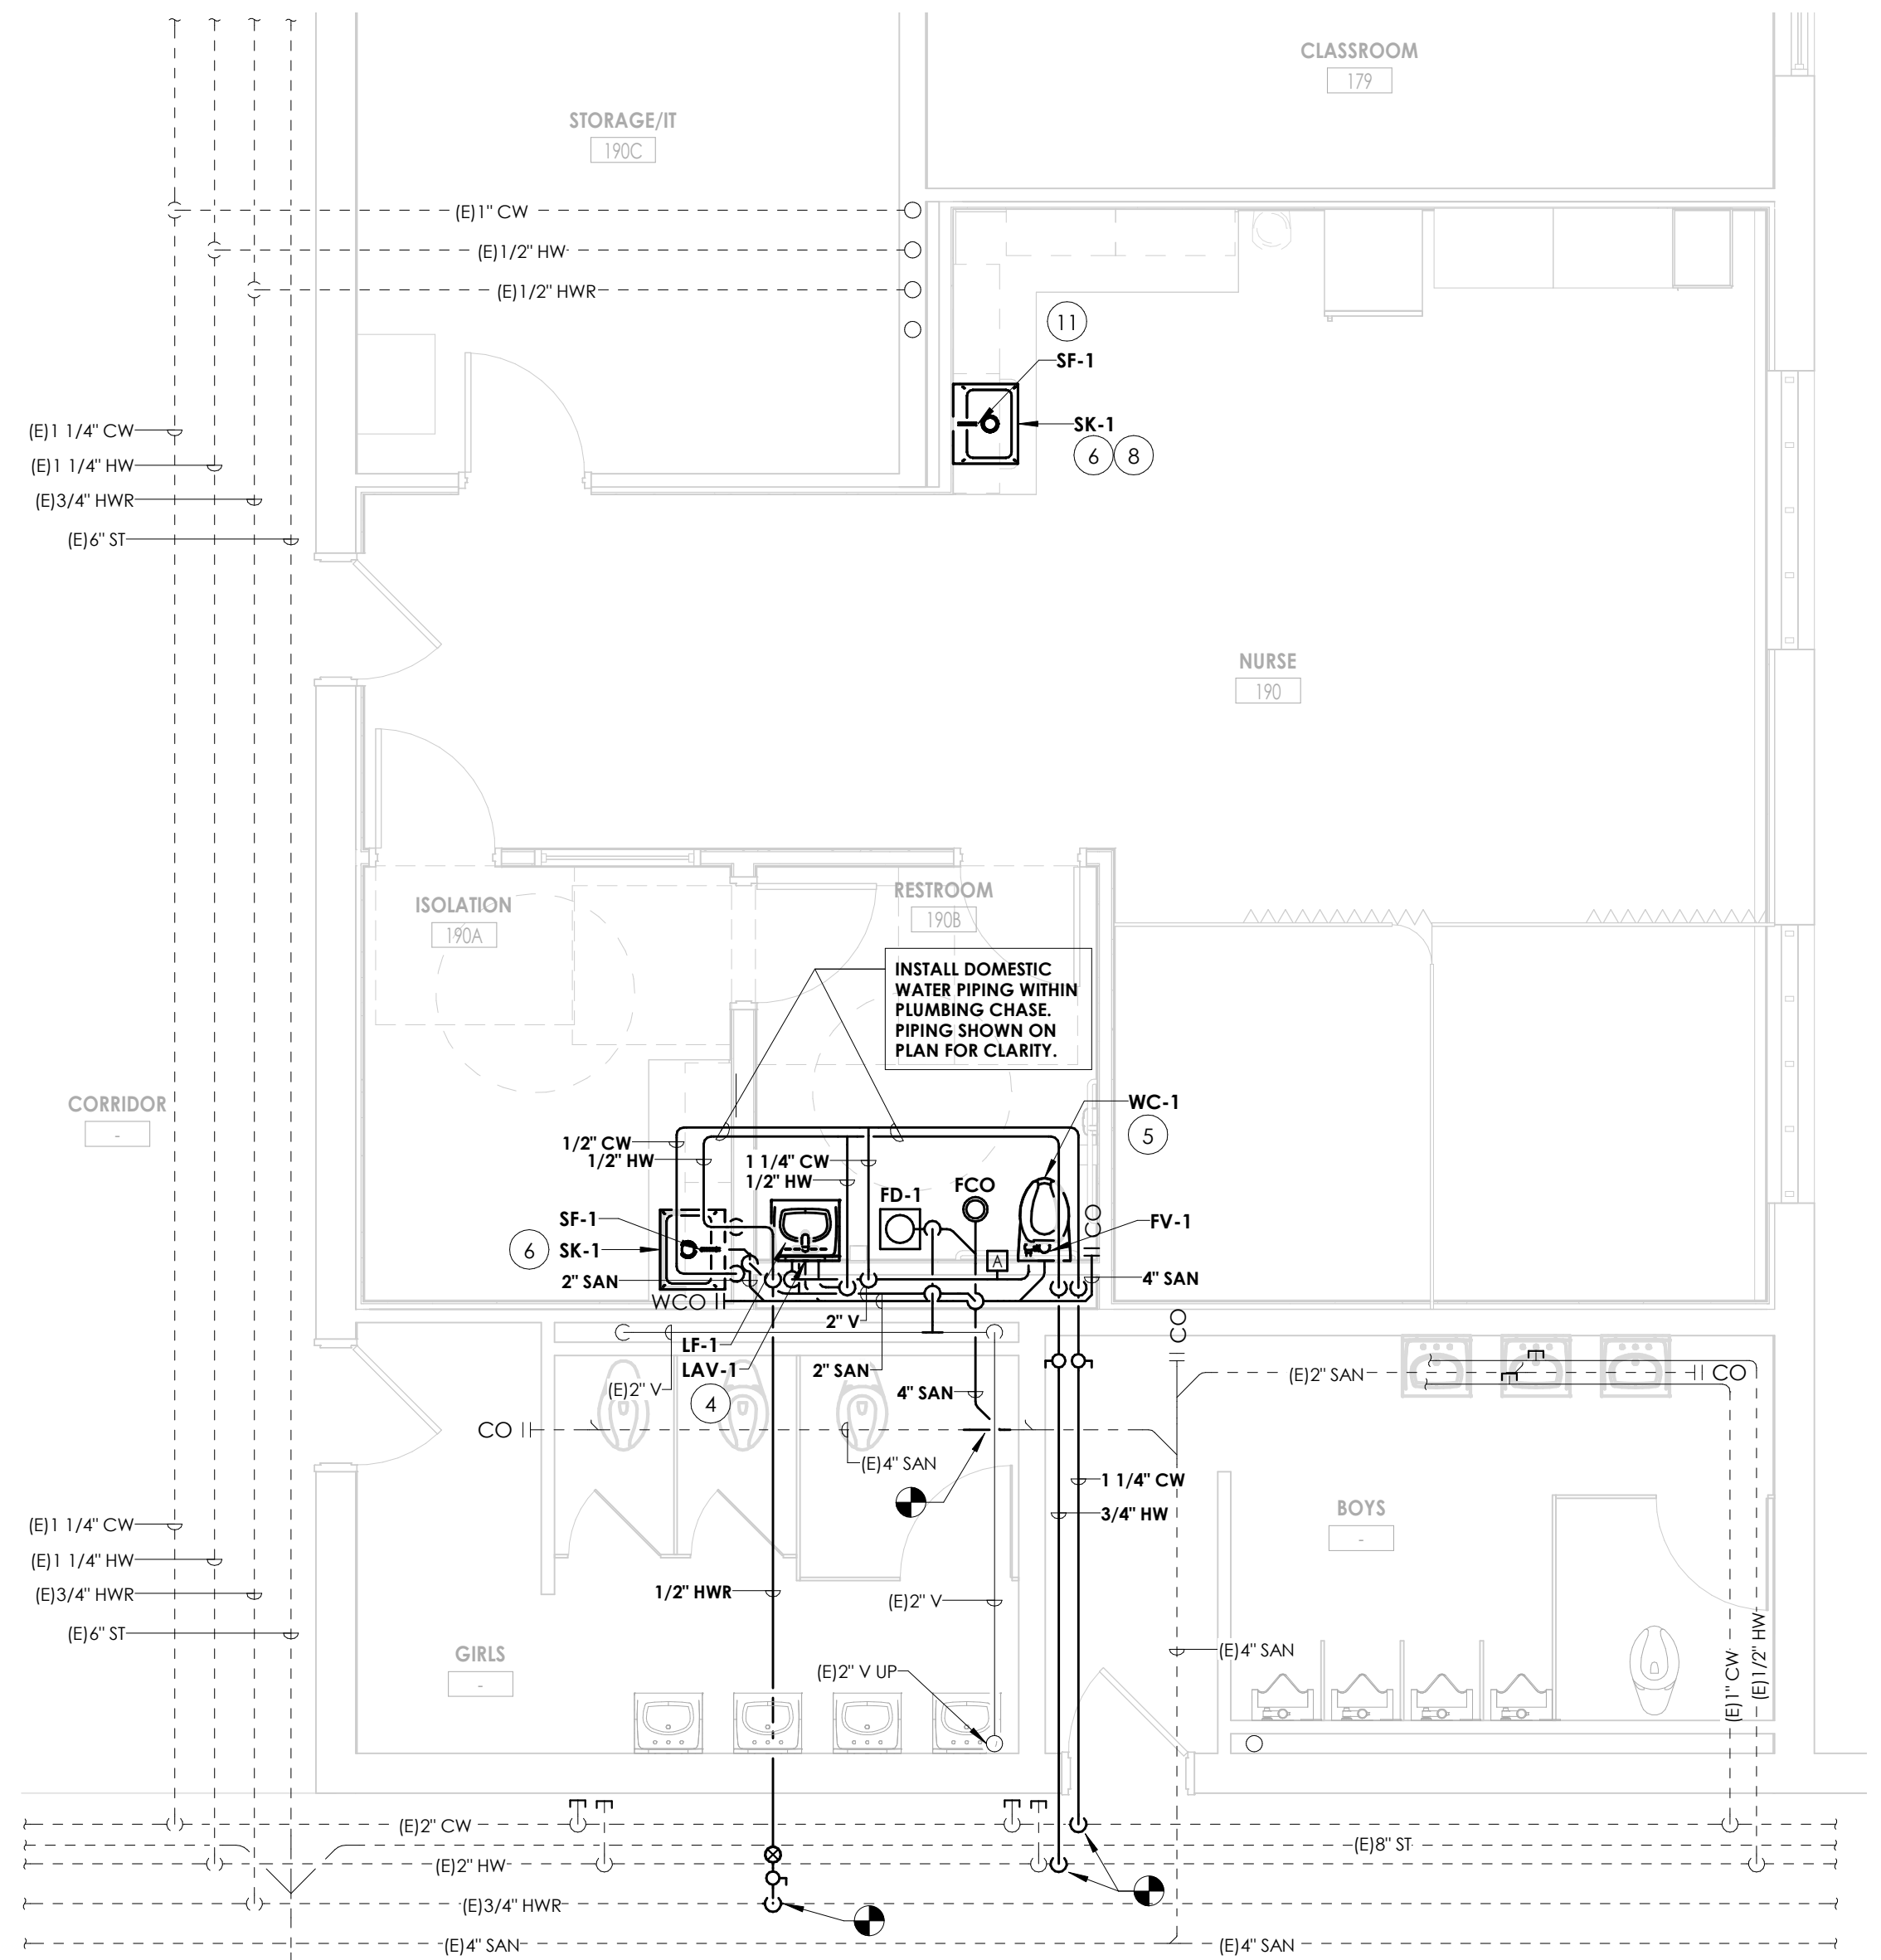 CLASSROOM
179
STORAGE/IT
190C
(E)1" CW
(E)1/2" HW
(E)1/2" HWR
11
SF-1
SK-1
6
8
(E)1 1/4" CW
(E)1 1/4" HW
(E)3/4" HWR
(E)6" ST
NURSE
190
ISOLATION
190A
RESTROOM
190B
INSTALL DOMESTIC
WATER PIPING WITHIN
PLUMBING CHASE.
PIPING SHOWN ON
PLAN FOR CLARITY.
CORRIDOR
-
WC-1
5
1/2" CW
1/2" HW
1 1/4" CW
1/2" HW
FD-1
FCO
CO
SF-1
6
SK-1
FV-1
A
2" SAN
4" SAN
WCO
2" V
LF-1
LAV-1
4
2" SAN
(E)2" V
4" SAN
CO
(E)2" SAN
CO
CO
(E)4" SAN
1 1/4" CW
3/4" HW
BOYS
-
(E)1 1/4" CW
(E)1 1/4" HW
(E)3/4" HWR
(E)6" ST
1/2" HWR
(E)2" V
GIRLS
-
(E)2" V UP
(E)4" SAN
(E)1" CW
(E)1/2" HW
(E)2" CW
(E)8" ST
(E)2" HW
(E)3/4" HWR
(E)4" SAN
(E)4" SAN